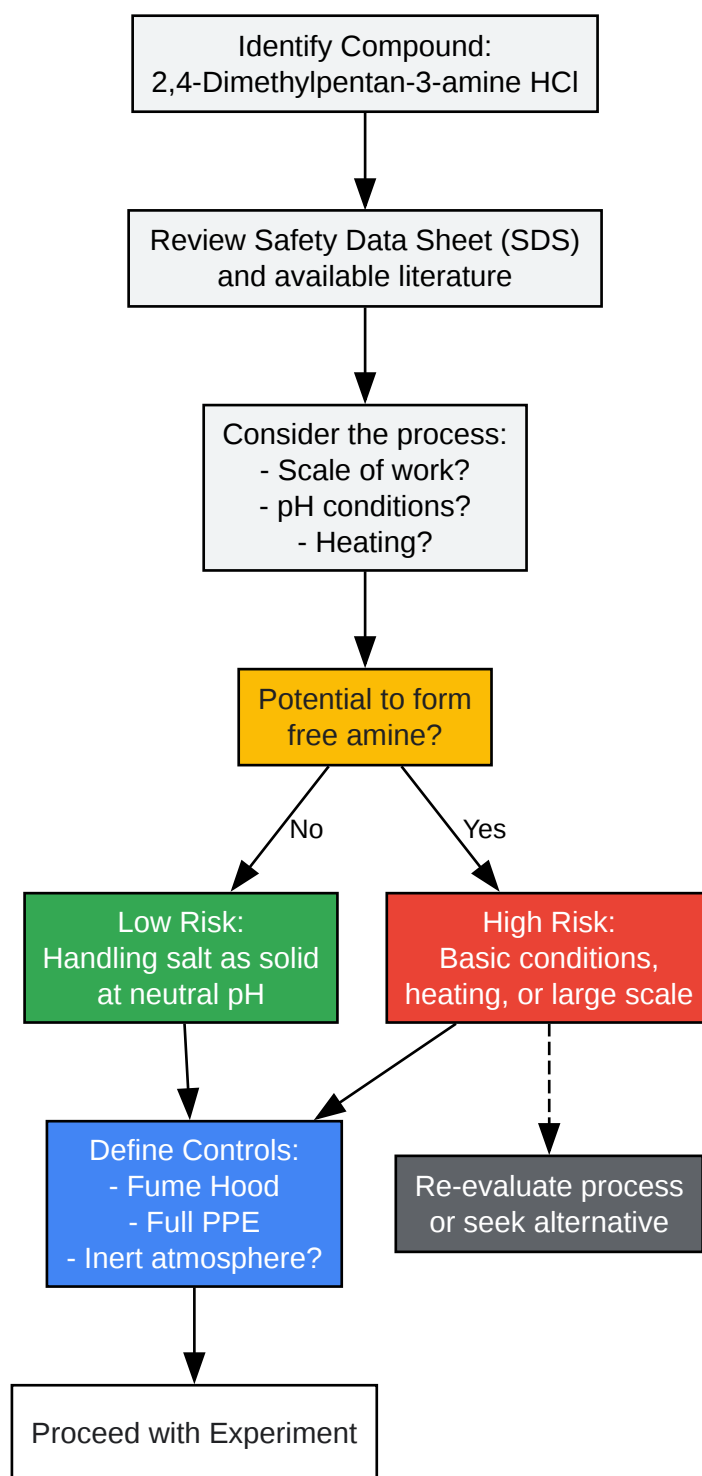 Identify Compound:
2,4-Dimethylpentan-3-amine HCl
Review Safety Data Sheet (SDS)
and available literature
Consider the process:
- Scale of work?
- pH conditions?
- Heating?
Potential to form
free amine?
No
Yes
Low Risk:
Handling salt as solid
at neutral pH
High Risk:
Basic conditions,
heating, or large scale
Define Controls:
- Fume Hood
- Full PPE
- Inert atmosphere?
Re-evaluate process
or seek alternative
Proceed with Experiment